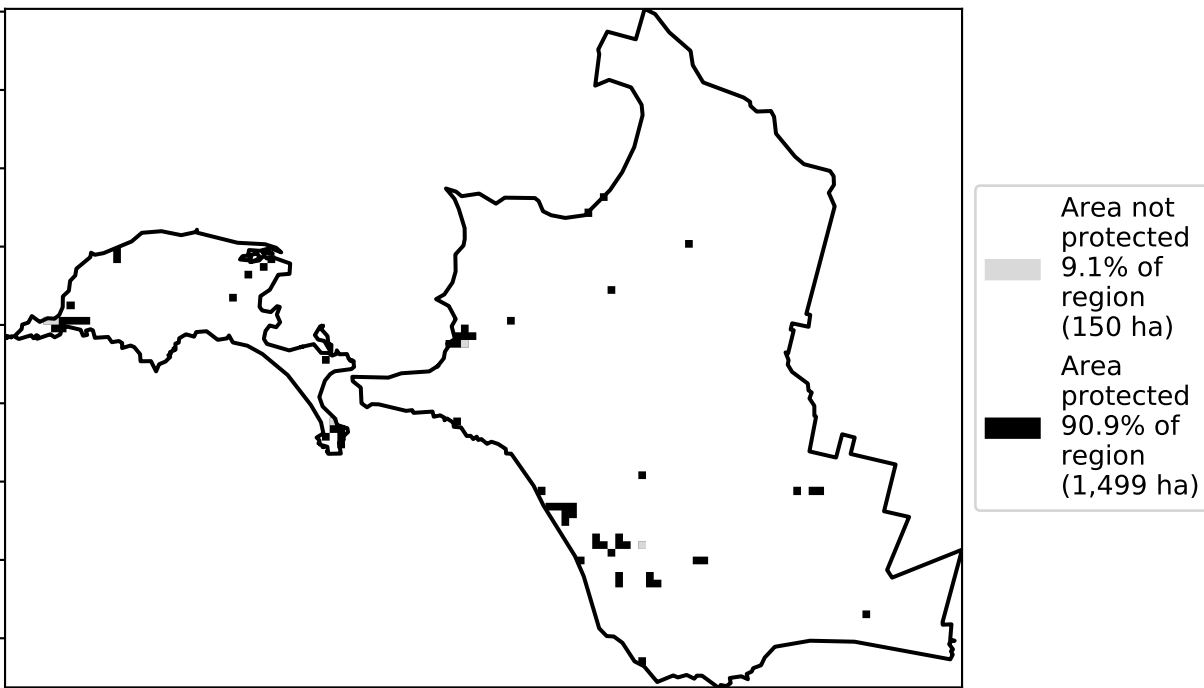 Area not
protected
9.1% of
region
(150 ha)
Area
protected
90.9% of
region
(1,499 ha)